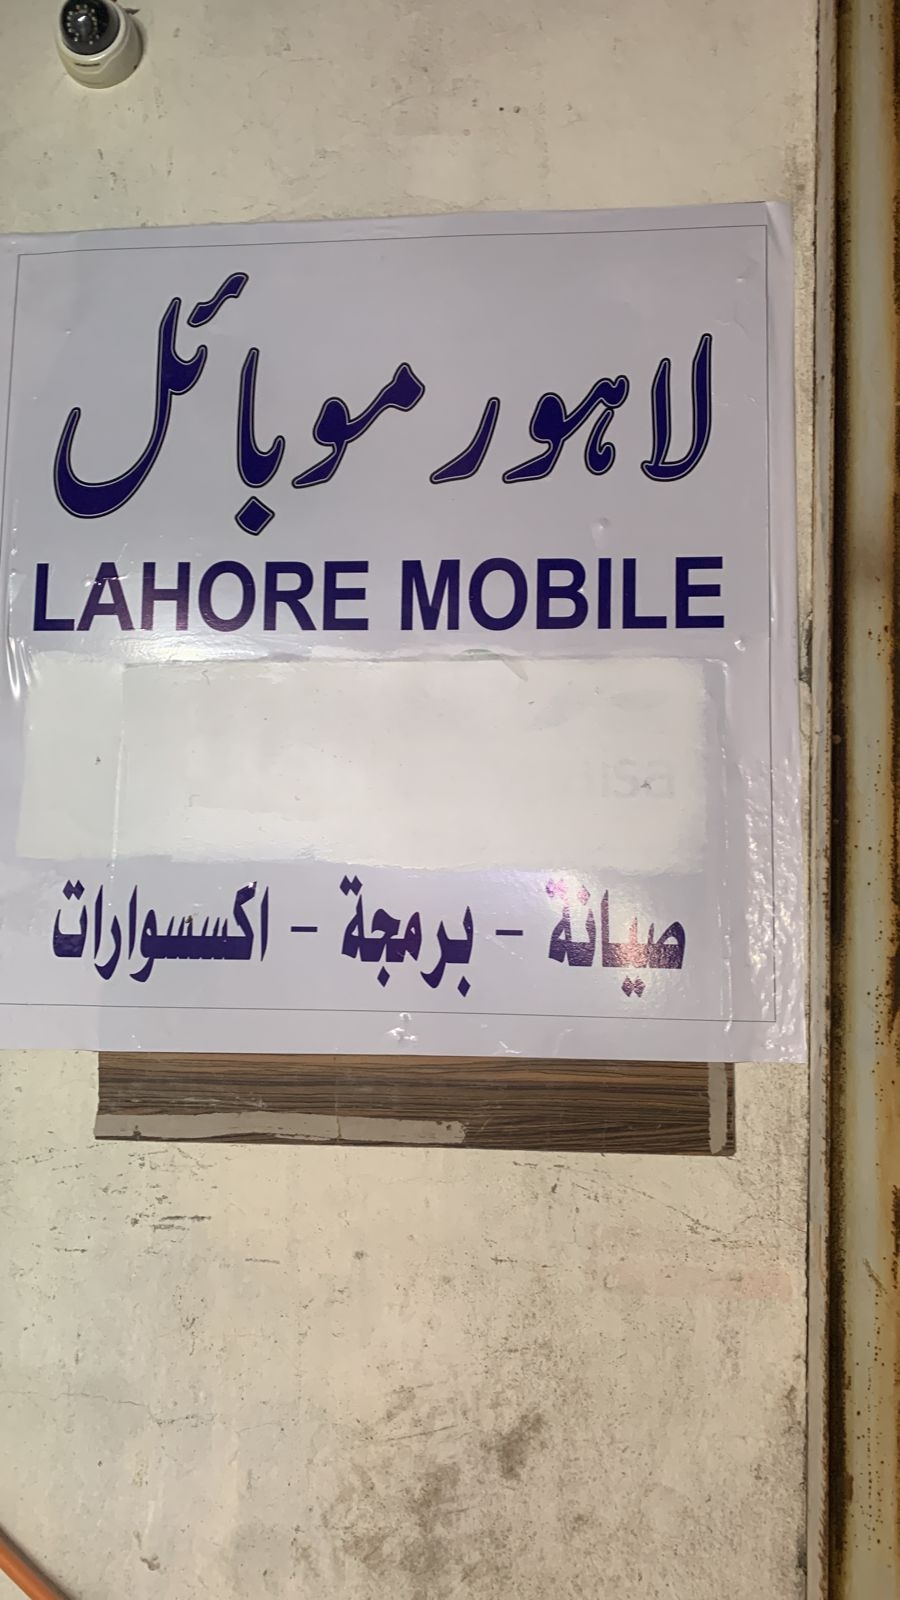 لاہور موبائل
LAHORE MOBILE
صيانة - برمجة - اكسسوارات